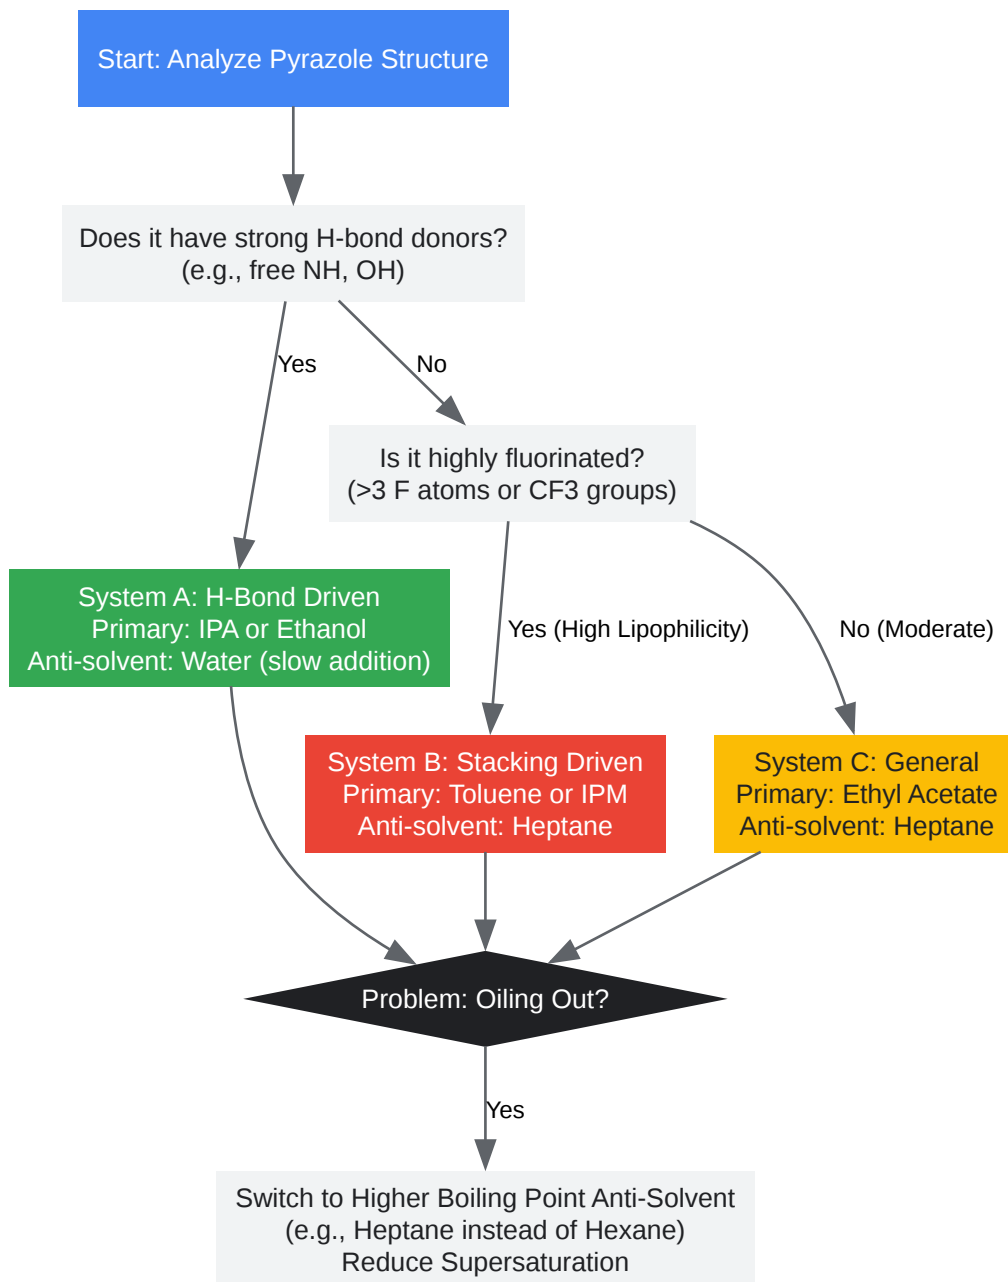 Start: Analyze Pyrazole Structure
Does it have strong H-bond donors?
(e.g., free NH, OH)
Yes
No
Is it highly fluorinated?
(>3 F atoms or CF3 groups)
System A: H-Bond Driven
Primary: IPA or Ethanol
Anti-solvent: Water (slow addition)
Yes (High Lipophilicity)
No (Moderate)
System B: Stacking Driven
Primary: Toluene or IPM
Anti-solvent: Heptane
System C: General
Primary: Ethyl Acetate
Anti-solvent: Heptane
Problem: Oiling Out?
Yes
Switch to Higher Boiling Point Anti-Solvent
(e.g., Heptane instead of Hexane)
Reduce Supersaturation